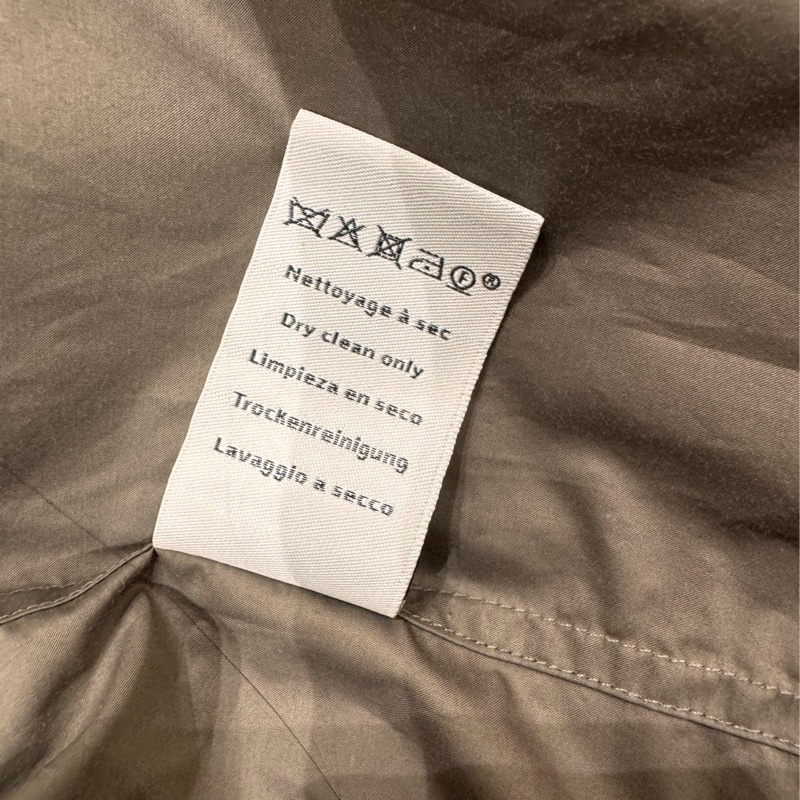 F ®
Nettoyage à sec
Dry clean only
Limpieza en seco
Trockenreinigung
Lavaggio a secco